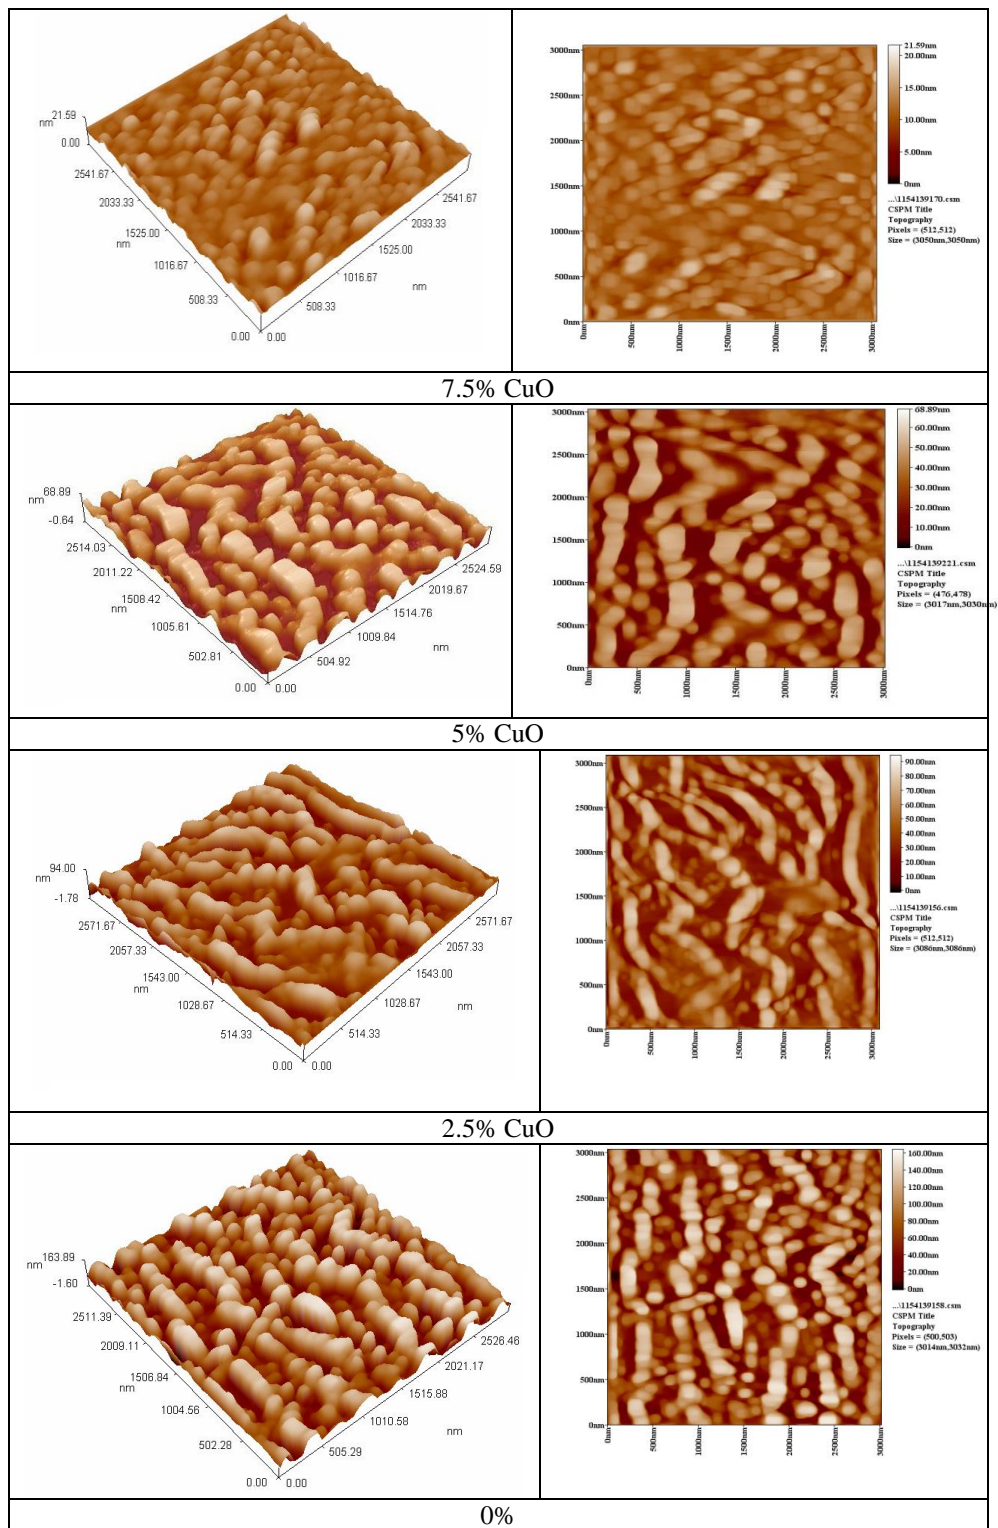 21.59
nm
0.00
2541.67
2033.33
1525.00
nm
1016.67
508.33
0.00
0.00
508.33
1016.67
1525.00
2033.33
2541.67
nm
3000nm
2500nm
2000nm
1500nm
1000nm
500nm
0nm
0nm
500nm
1000nm
1500nm
2000nm
2500nm
3000nm
21.59nm
20.00nm
15.00nm
10.00nm
5.00nm
0nm
...\1154139170.csm
CSPM Title
Topography
Pixels = (512,512)
Size = (3050nm,3050nm)
7.5% CuO
68.89
nm
-0.64
2514.03
2011.22
1508.42
nm
1005.61
502.81
0.00
0.00
504.92
1009.84
1514.76
2019.67
2524.59
nm
3000nm
2500nm
2000nm
1500nm
1000nm
500nm
0nm
0nm
500nm
1000nm
1500nm
2000nm
2500nm
3000nm
68.89nm
60.00nm
50.00nm
40.00nm
30.00nm
20.00nm
10.00nm
0nm
...\1154139221.csm
CSPM Title
Topography
Pixels = (476,478)
Size = (3017nm,3030nm)
5% CuO
94.00
nm
-1.78
2571.67
2057.33
1543.00
nm
1028.67
514.33
0.00
0.00
514.33
1028.67
1543.00
2057.33
2571.67
nm
3000nm
2500nm
2000nm
1500nm
1000nm
500nm
0nm
0nm
500nm
1000nm
1500nm
2000nm
2500nm
3000nm
90.00nm
80.00nm
70.00nm
60.00nm
50.00nm
40.00nm
30.00nm
20.00nm
10.00nm
0nm
...\1154139156.csm
CSPM Title
Topography
Pixels = (512,512)
Size = (3086nm,3086nm)
2.5% CuO
163.89
nm
-1.60
2511.39
2009.11
1506.84
nm
1004.56
502.28
0.00
0.00
505.29
1010.58
1515.88
2021.17
2526.46
nm
3000nm
2500nm
2000nm
1500nm
1000nm
500nm
0nm
0nm
500nm
1000nm
1500nm
2000nm
2500nm
3000nm
160.00nm
140.00nm
120.00nm
100.00nm
80.00nm
60.00nm
40.00nm
20.00nm
0nm
...\1154139158.csm
CSPM Title
Topography
Pixels = (500,503)
Size = (3014nm,3032nm)
0%